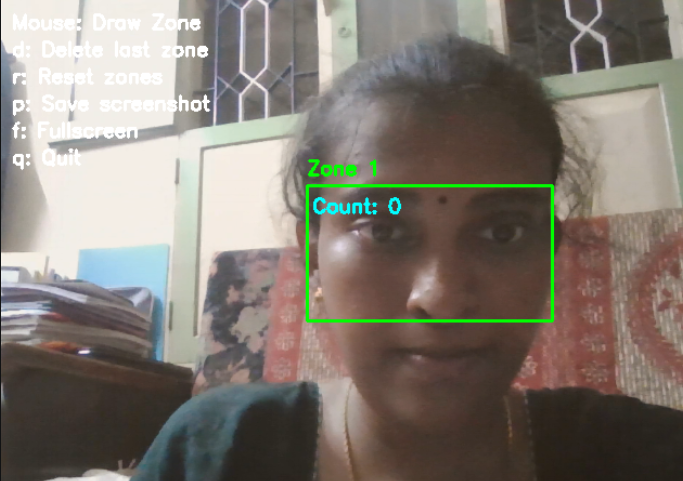 Mouse: Draw Zone
d: Delete last zone
r: Reset zones
p: Save screenshot
f: Fullscreen
q: Quit
Zone 1
Count: 0